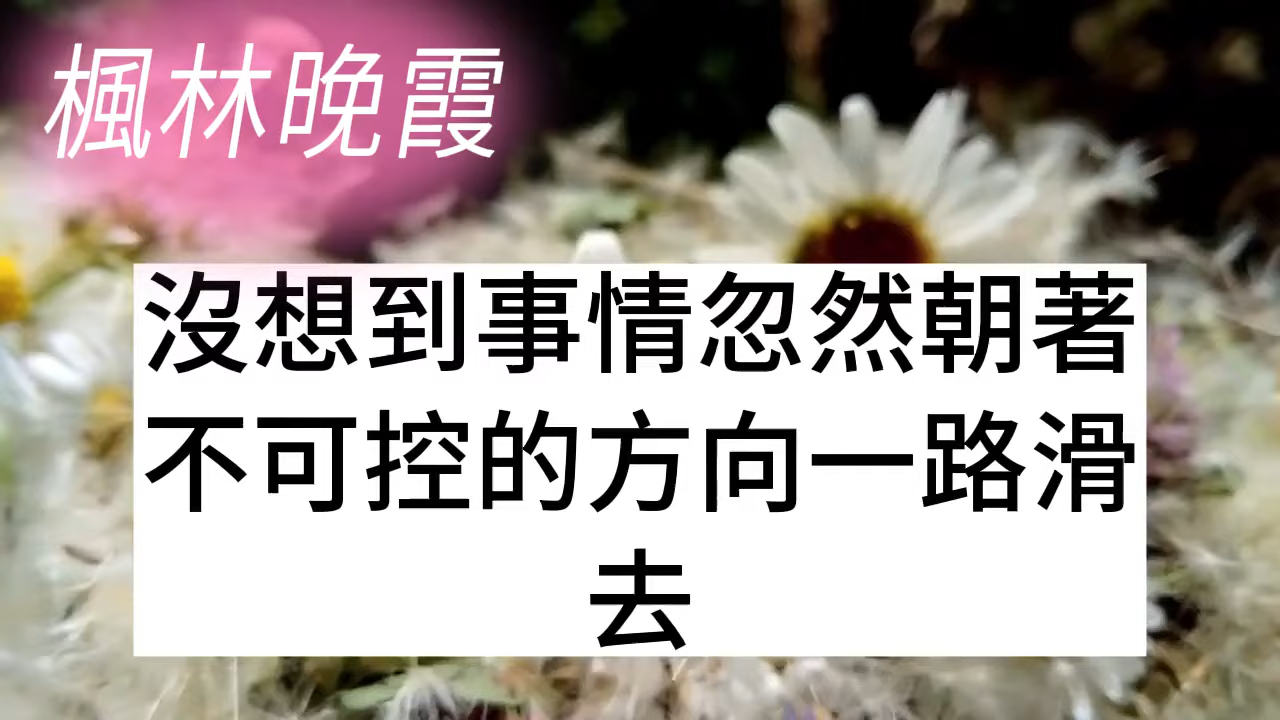 楓林晚霞
沒想到事情忽然朝著
不可控的方向一路滑
去